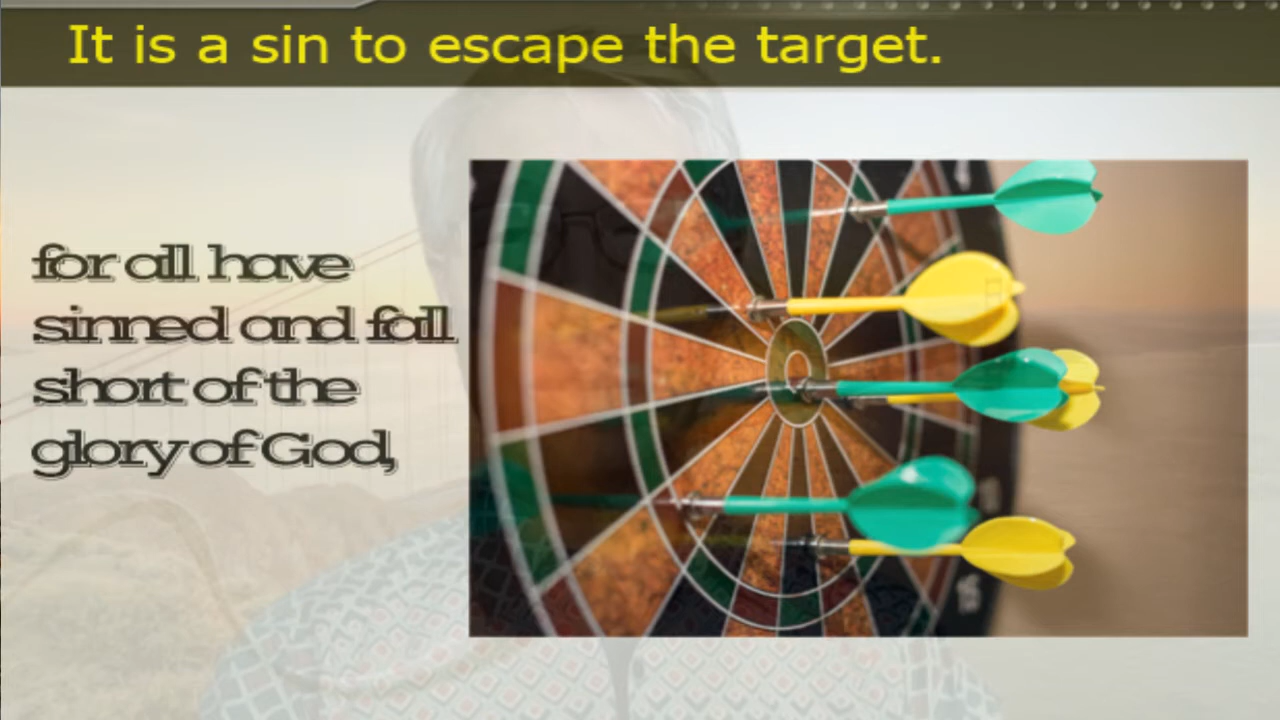 It is a sin to escape the target.
for all have
sinned and fall
short of the
glory of God,